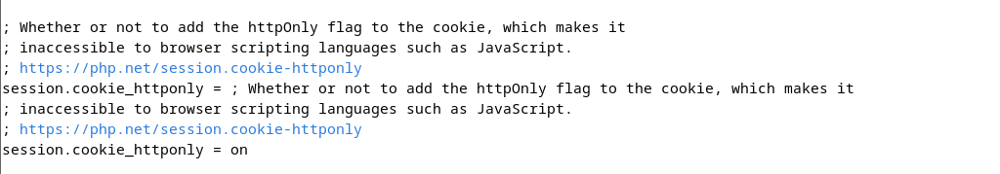 ; Whether or not to add the httpOnly flag to the cookie, which makes it
; inaccessible to browser scripting languages such as JavaScript.
; https://php.net/session.cookie-httponly
session.cookie_httponly = ; Whether or not to add the httpOnly flag to the cookie, which makes it
; inaccessible to browser scripting languages such as JavaScript.
; https://php.net/session.cookie-httponly
session.cookie_httponly = on